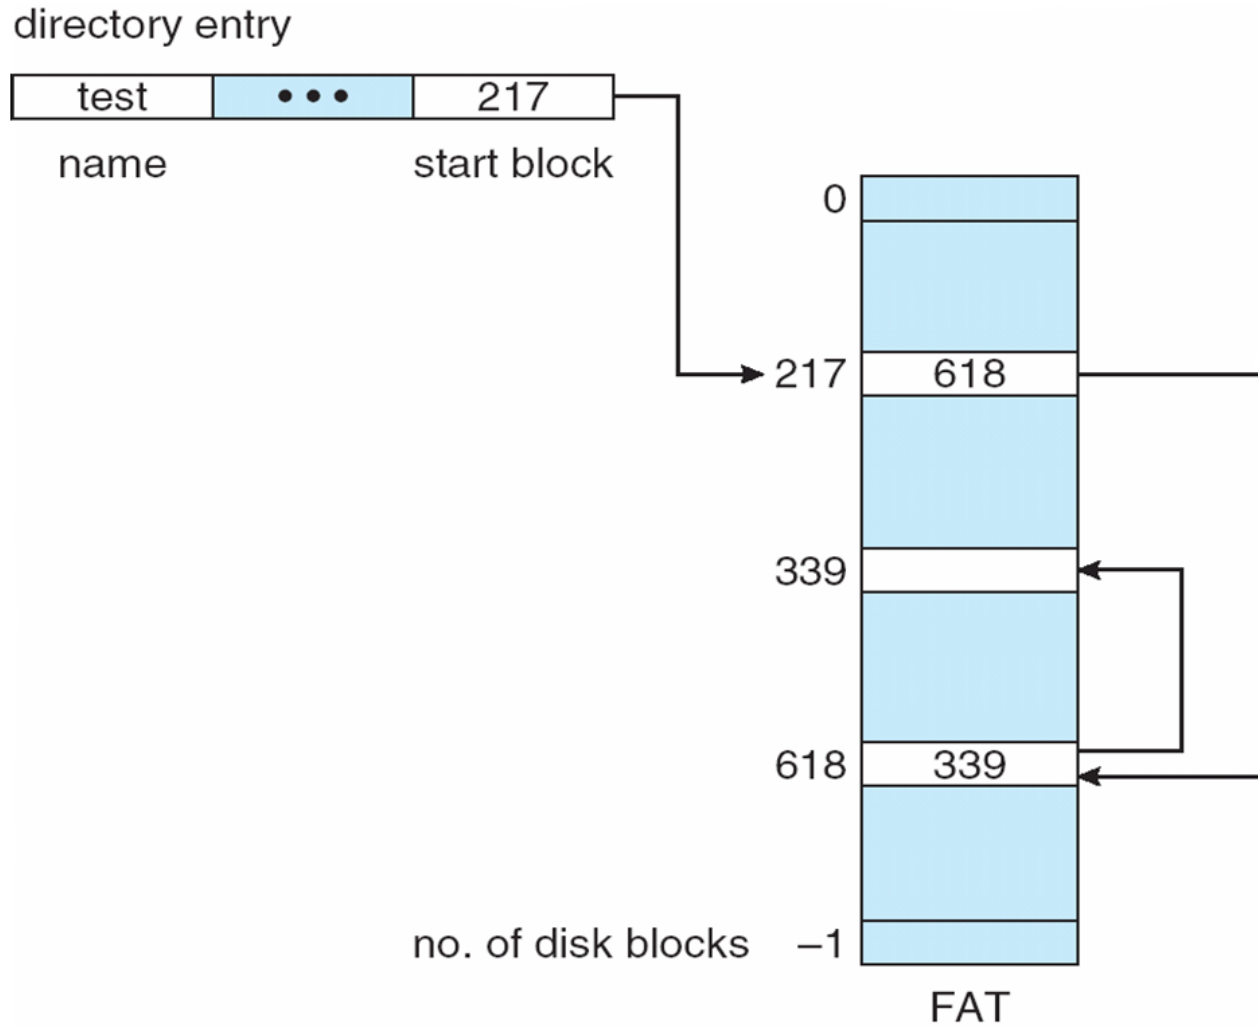 directory entry
test ••• 217
name start block
0
217 618
339
618 339
no. of disk blocks –1
FAT